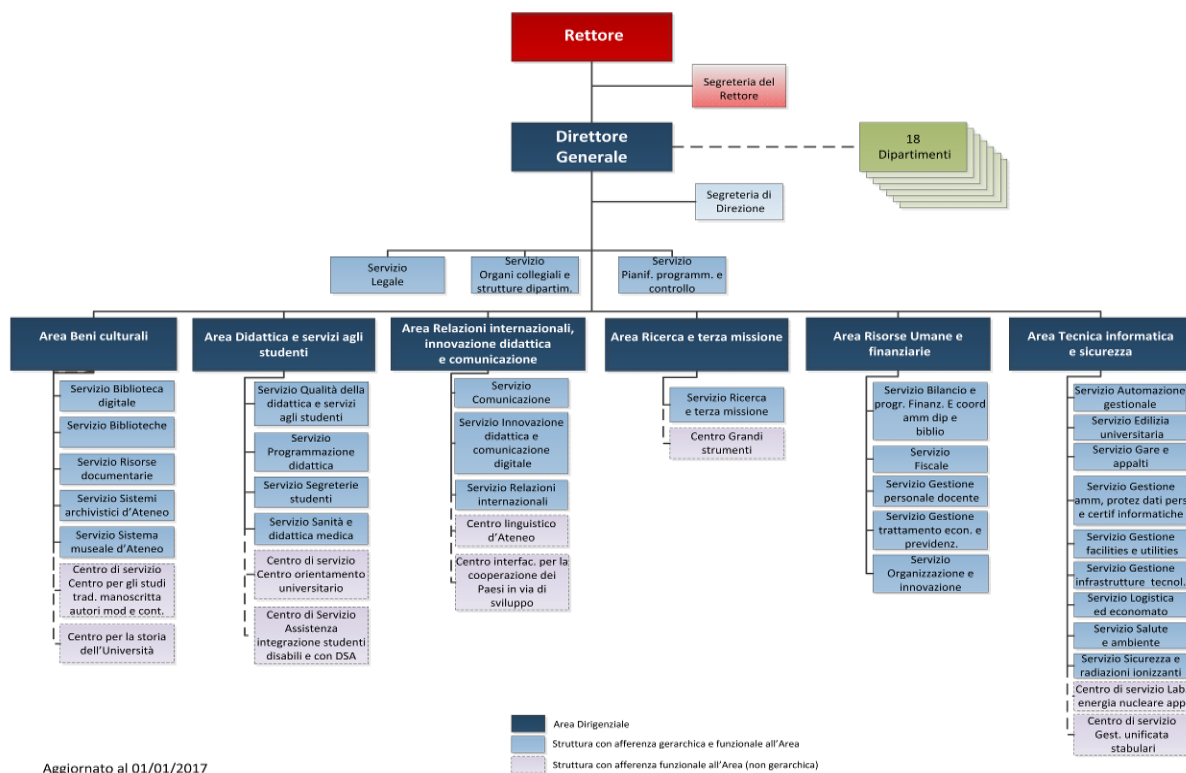 Rettore
Segreteria del
Rettore
Direttore
Generale
18
Dipartimenti
Segreteria di
Direzione
Servizio
Legale
Servizio
Organi collegiali e
strutture dipartim.
Servizio
Pianif. programm. e
controllo
Area Beni culturali
Servizio Biblioteca
digitale
Servizio Biblioteche
Servizio Risorse
documentarie
Servizio Sistemi
archivistici d'Ateneo
Servizio Sistema
museale d'Ateneo
Centro di servizio
Centro per gli studi
trad. manoscritta
autori mod e cont.
Centro per la storia
dell'Università
Area Didattica e servizi agli
studenti
Servizio Qualità della
didattica e servizi
agli studenti
Servizio
Programmazione
didattica
Servizio Segreterie
studenti
Servizio Sanità e
didattica medica
Centro di servizio
Centro orientamento
universitario
Centro di Servizio
Assistenza
integrazione studenti
disabili e con DSA
Area Relazioni internazionali,
innovazione didattica
e comunicazione
Servizio
Comunicazione
Servizio Innovazione
didattica e
comunicazione
digitale
Servizio Relazioni
internazionali
Centro linguistico
d'Ateneo
Centro interfac. per la
cooperazione dei
Paesi in via di
sviluppo
Area Ricerca e terza missione
Servizio Ricerca
e terza missione
Centro Grandi
strumenti
Area Risorse Umane e
finanziarie
Servizio Bilancio e
progr. Finanz. E coord
amm dip e
biblio
Servizio
Fiscale
Servizio Gestione
personale docente
Servizio Gestione
trattamento econ. e
previdenz.
Servizio
Organizzazione e
innovazione
Area Tecnica informatica
e sicurezza
Servizio Automazione
gestionale
Servizio Edilizia
universitaria
Servizio Gare e
appalti
Servizio Gestione
amm, protez dati pers
e certif informatiche
Servizio Gestione
facilities e utilities
Servizio Gestione
infrastrutture tecnol.
Servizio Logistica
ed economato
Servizio Salute
e ambiente
Servizio Sicurezza e
radiazioni ionizzanti
Centro di servizio Lab
energia nucleare app
Centro di servizio
Gest. unificata
stabulari
Area Dirigenziale
Struttura con afferenza gerarchica e funzionale all'Area
Struttura con afferenza funzionale all'Area (non gerarchica)
Aggiornato al 01/01/2017